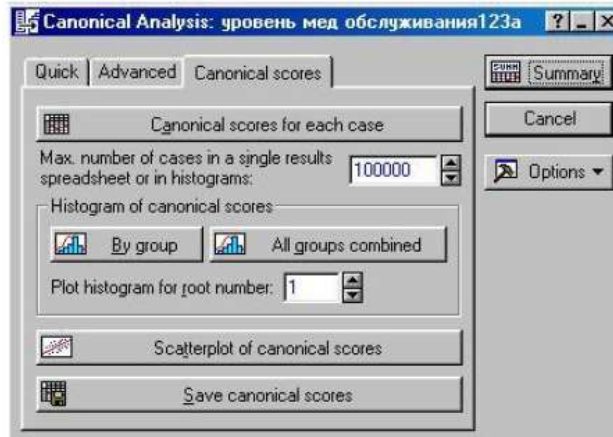 Canonical Analysis: уровень мед обслуживания123a
Quick
Advanced
Canonical scores
SUMM
Summary
Canonical scores for each case
Cancel
Max. number of cases in a single results
spreadsheet or in histograms:
100000
Options
Histogram of canonical scores
By group
All groups combined
Plot histogram for root number:
1
Scatterplot of canonical scores
Save canonical scores